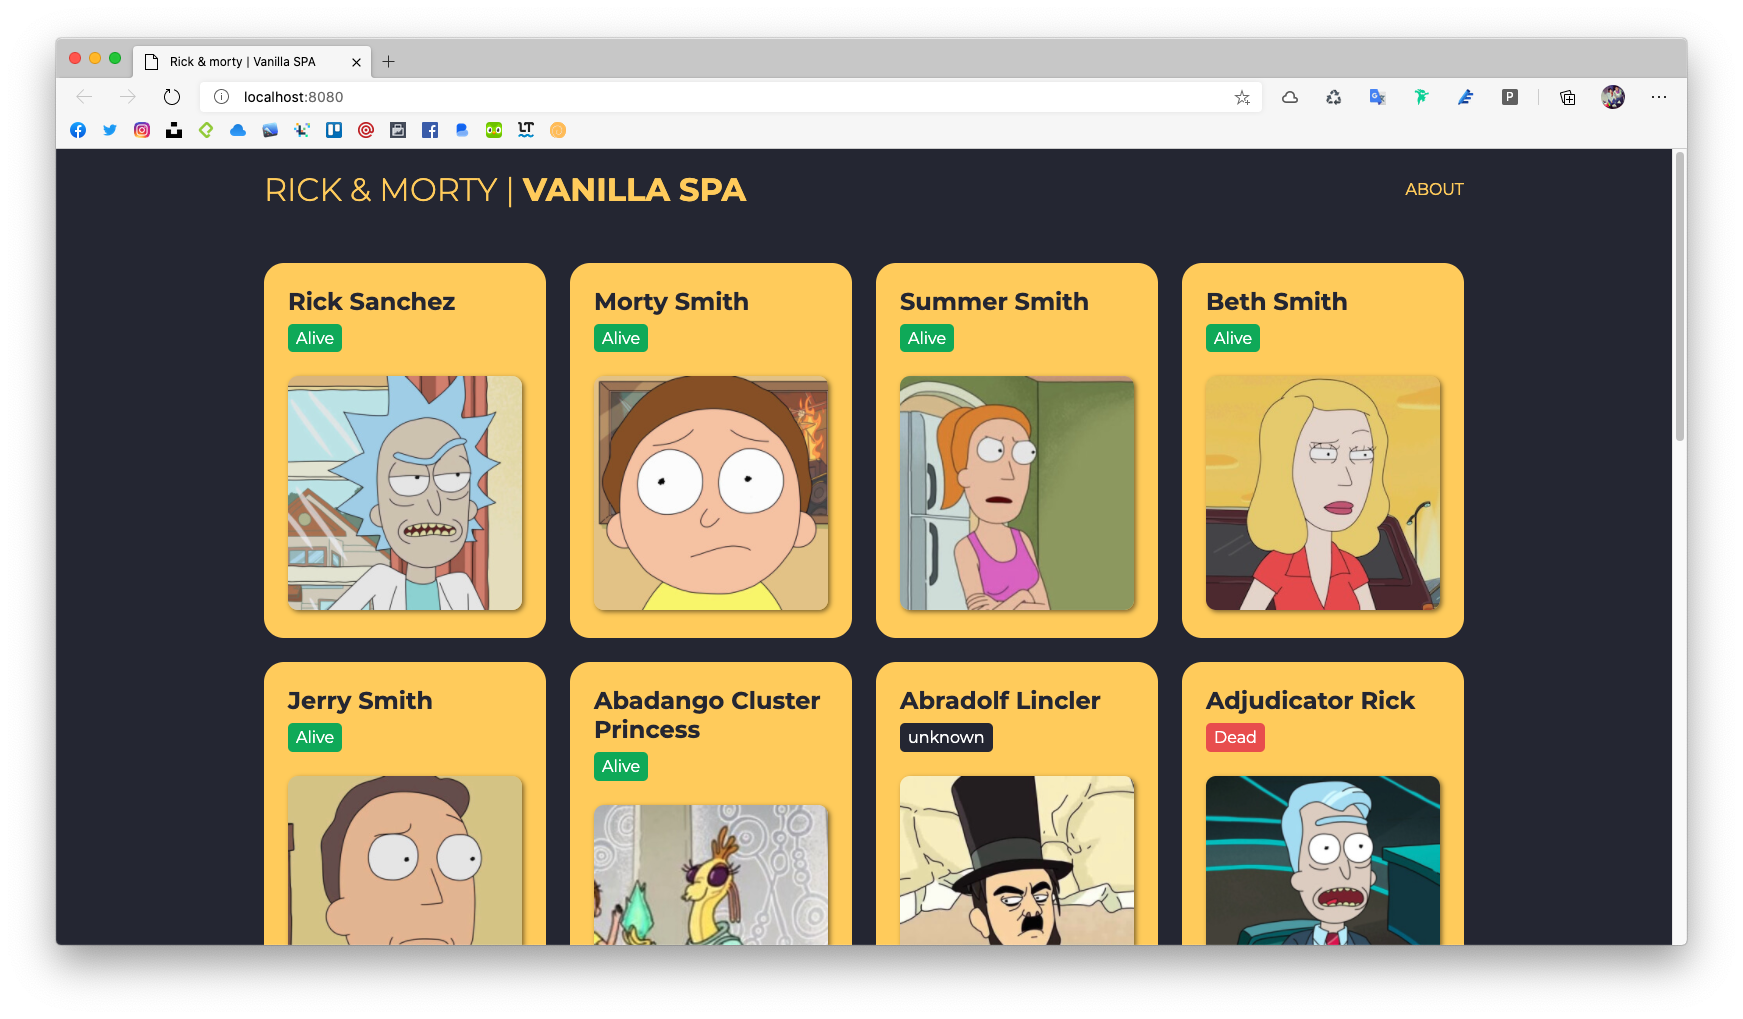 Rick & morty | Vanilla SPA
localhost:8080
P
LT
RICK & MORTY | VANILLA SPA
ABOUT
Rick Sanchez
Alive
Morty Smith
Alive
Summer Smith
Alive
Beth Smith
Alive
Jerry Smith
Alive
Abadango Cluster
Princess
Alive
Abradolf Lincler
unknown
Adjudicator Rick
Dead